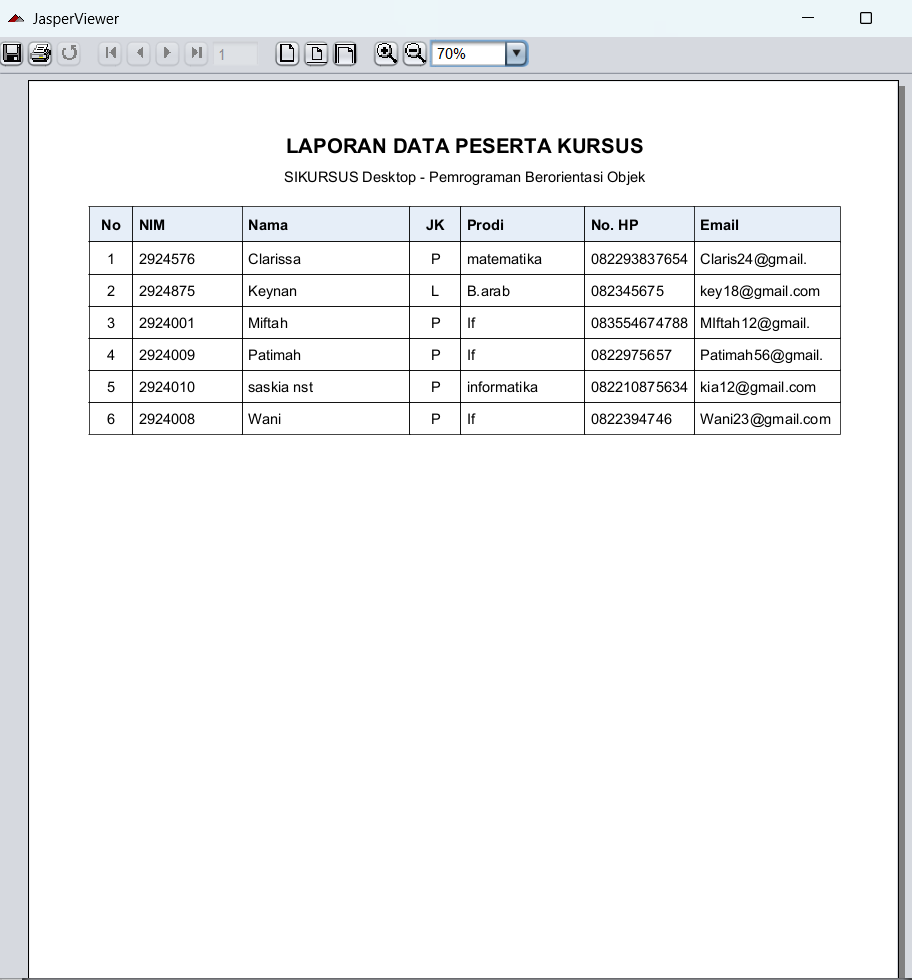 JasperViewer
1
70%
LAPORAN DATA PESERTA KURSUS
SIKURSUS Desktop - Pemrograman Berorientasi Objek
No NIM Nama JK Prodi No. HP Email
1 2924576 Clarissa P matematika 082293837654 Claris24@gmail.
2 2924875 Keynan L B.arab 082345675 key18@gmail.com
3 2924001 Miftah P If 083554674788 MIftah12@gmail.
4 2924009 Patimah P If 0822975657 Patimah56@gmail.
5 2924010 saskia nst P informatika 082210875634 kia12@gmail.com
6 2924008 Wani P If 0822394746 Wani23@gmail.com